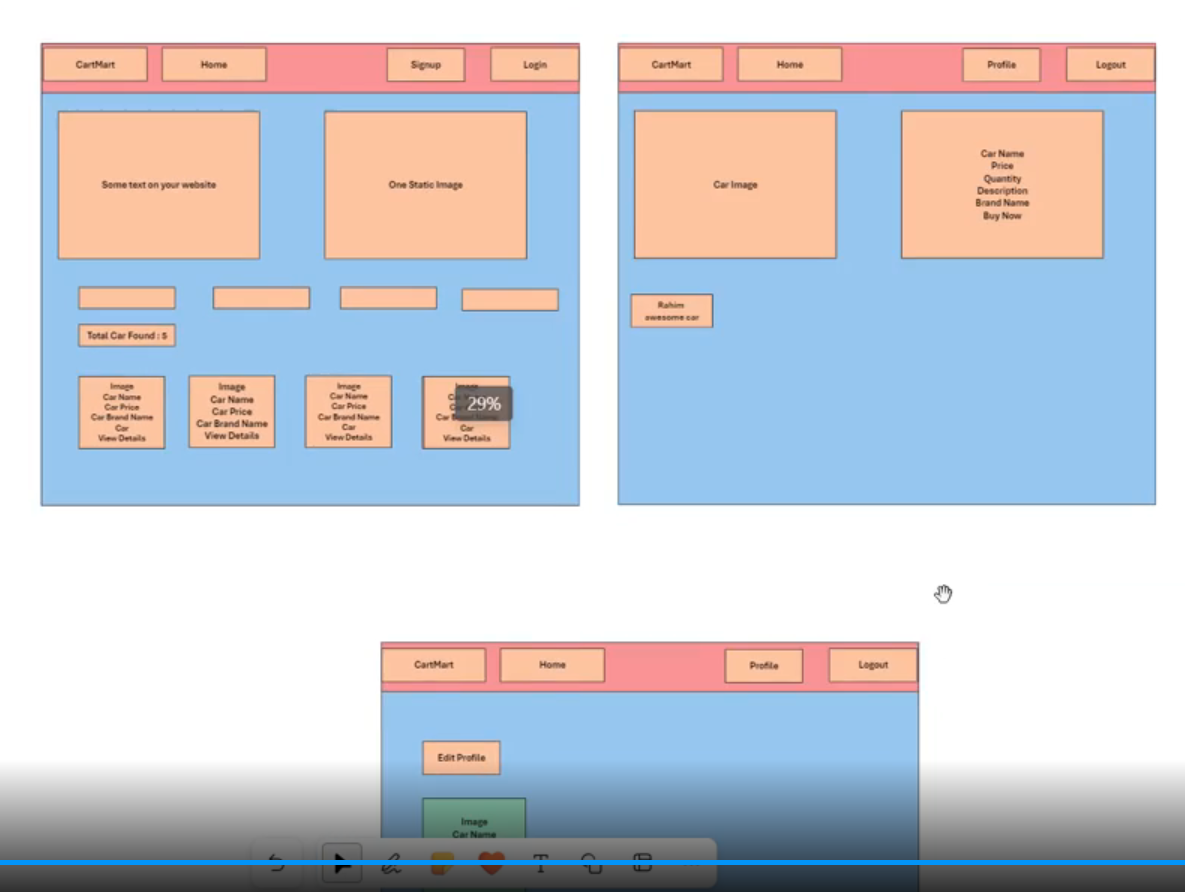 CartMart
Home
Signup
Login
Some text on your website
One Static Image
Total Car Found : 5
Image
Car Name
Car Price
Car Brand Name
Car
View Details
Image
Car Name
Car Price
Car Brand Name
View Details
Image
Car Name
Car Price
Car Brand Name
Car
View Details
Image
29%
Car
View Details
CartMart
Home
Profile
Logout
Car Image
Car Name
Price
Quantity
Description
Brand Name
Buy Now
Rahim
awesome car
CartMart
Home
Profile
Logout
Edit Profile
Image
Car Name